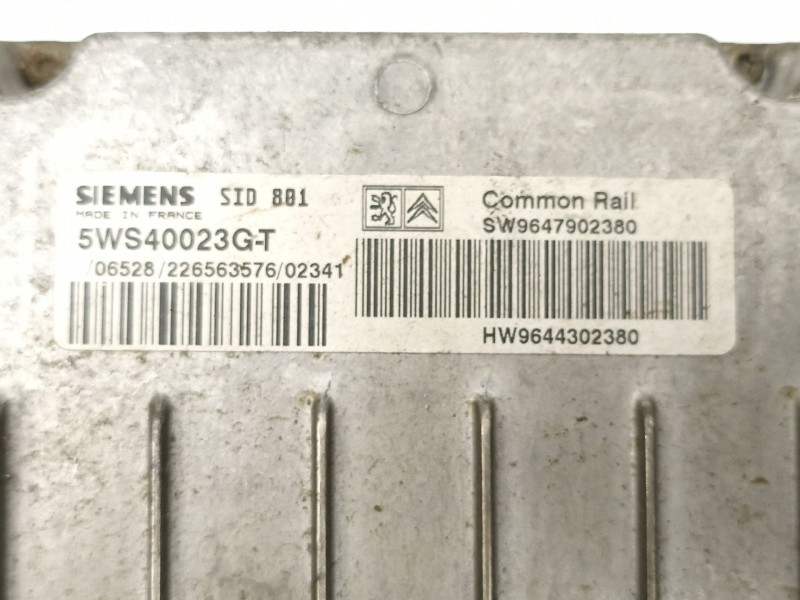 SIEMENS SID 801
MADE IN FRANCE
5WS40023G-T
/06528/226563576/02341
Common Rail
SW9647902380
HW9644302380